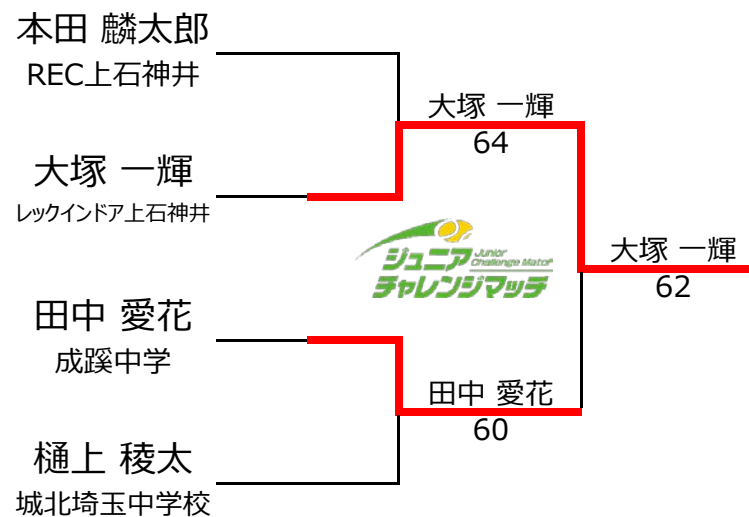 本田 麟太郎
REC上石神井
大塚 一輝
64
大塚 一輝
レックインドア上石神井
ジュニア
Junior
Challenge Match
チャレンジマッチ
大塚 一輝
62
田中 愛花
成蹊中学
田中 愛花
60
樋上 稜太
城北埼玉中学校